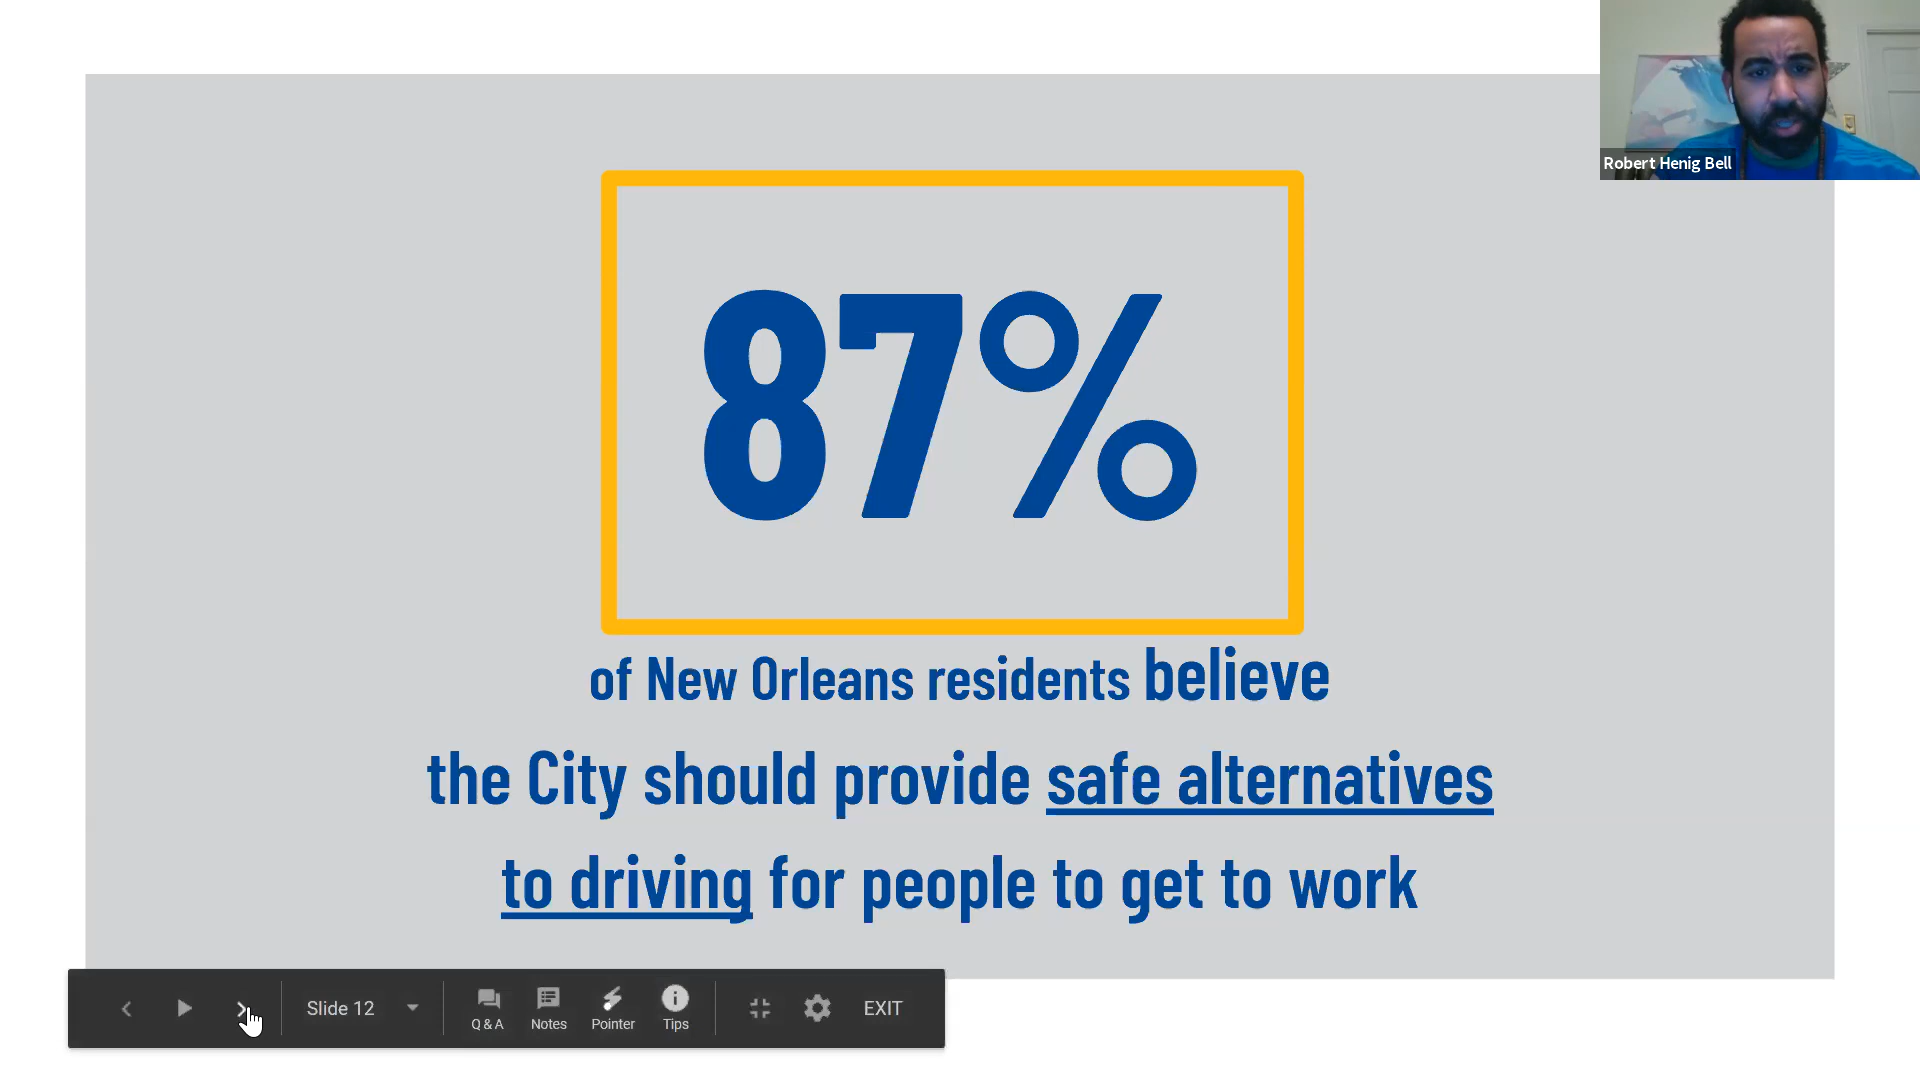 Robert Henig Bell
87%
of New Orleans residents believe
the City should provide safe alternatives
to driving for people to get to work
Slide 12
Q & A
Notes
Pointer
Tips
EXIT